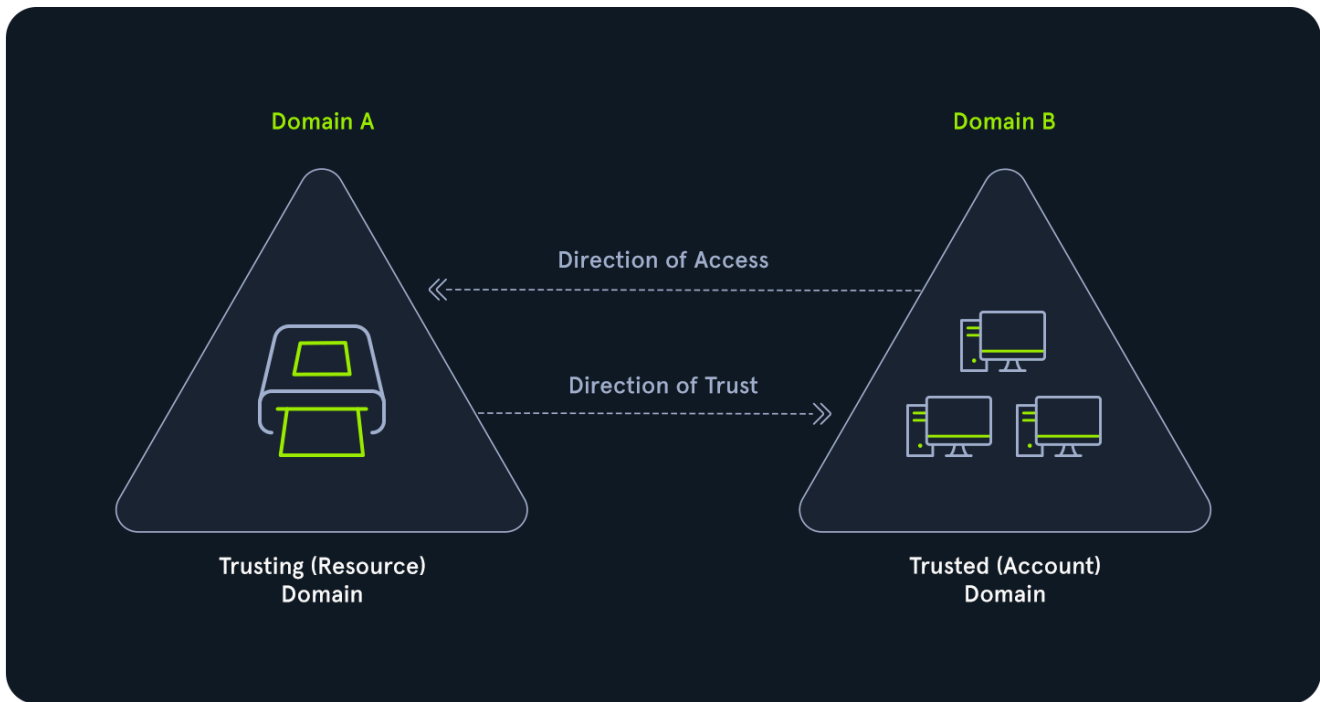 Domain A
Domain B
Direction of Access
Direction of Trust
Trusting (Resource)
Domain
Trusted (Account)
Domain